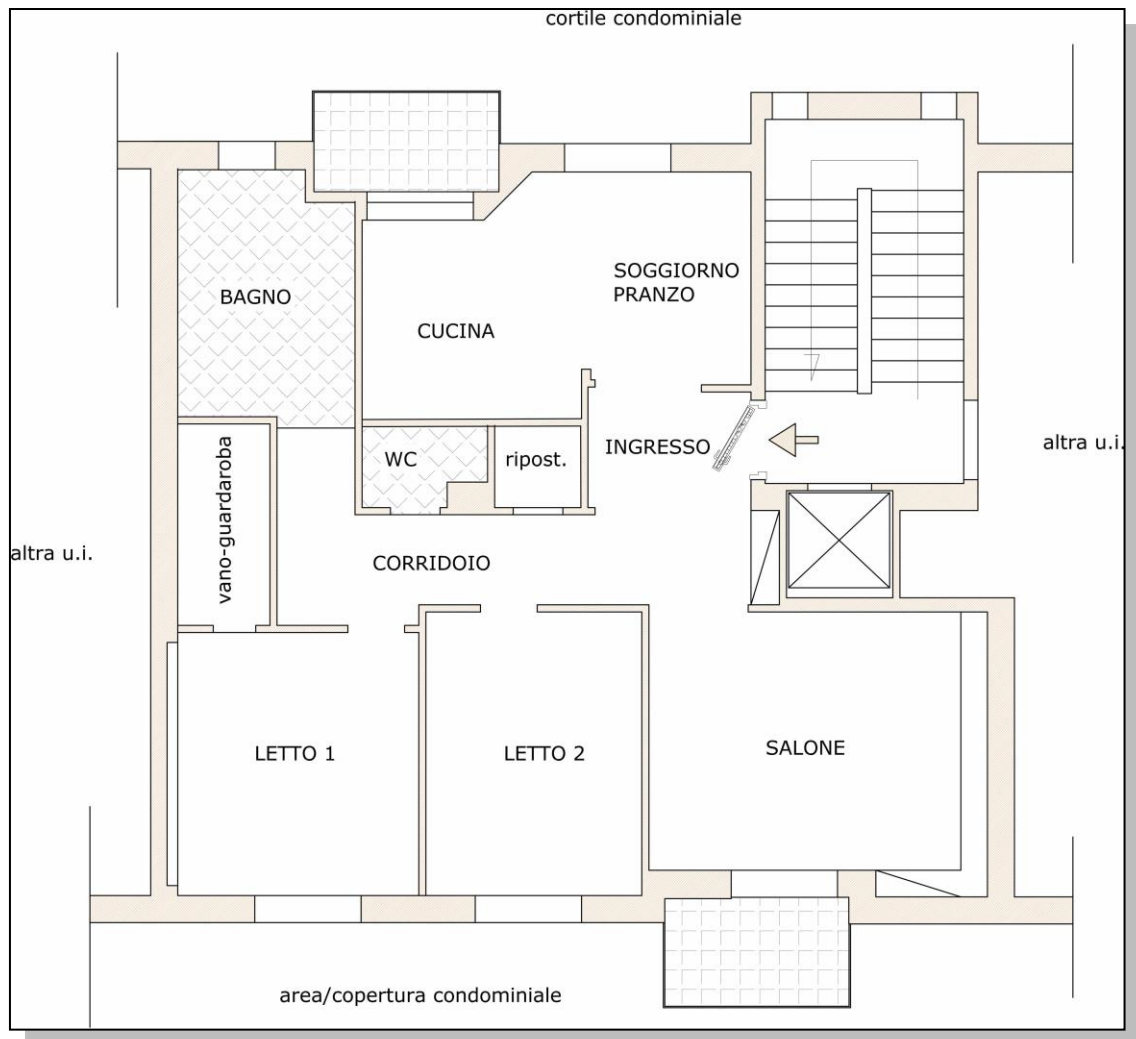 cortile condominiale
SOGGIORNO
PRANZO
BAGNO
CUCINA
INGRESSO
WC
ripost.
altra u.i.
vano-guardaroba
altra u.i.
CORRIDOIO
LETTO 1
LETTO 2
SALONE
area/copertura condominiale